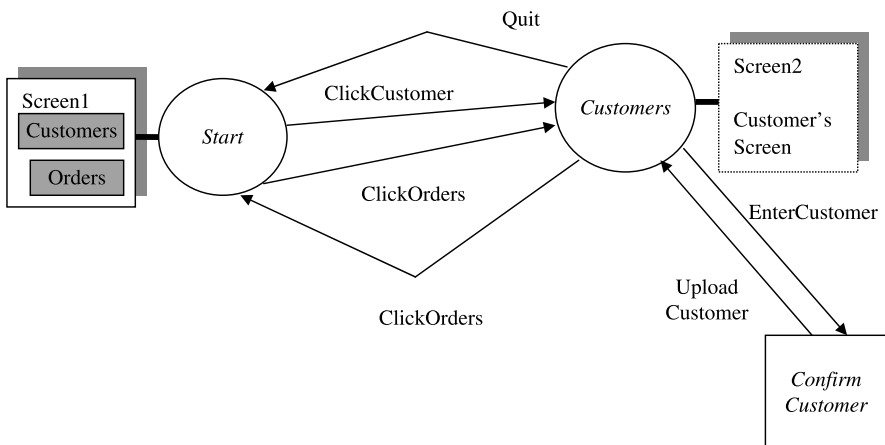 Quit
Screen1
Customers
Orders
Start
ClickCustomer
Customers
Screen2
Customer's
Screen
ClickOrders
EnterCustomer
ClickOrders
Upload
Customer
Confirm
Customer